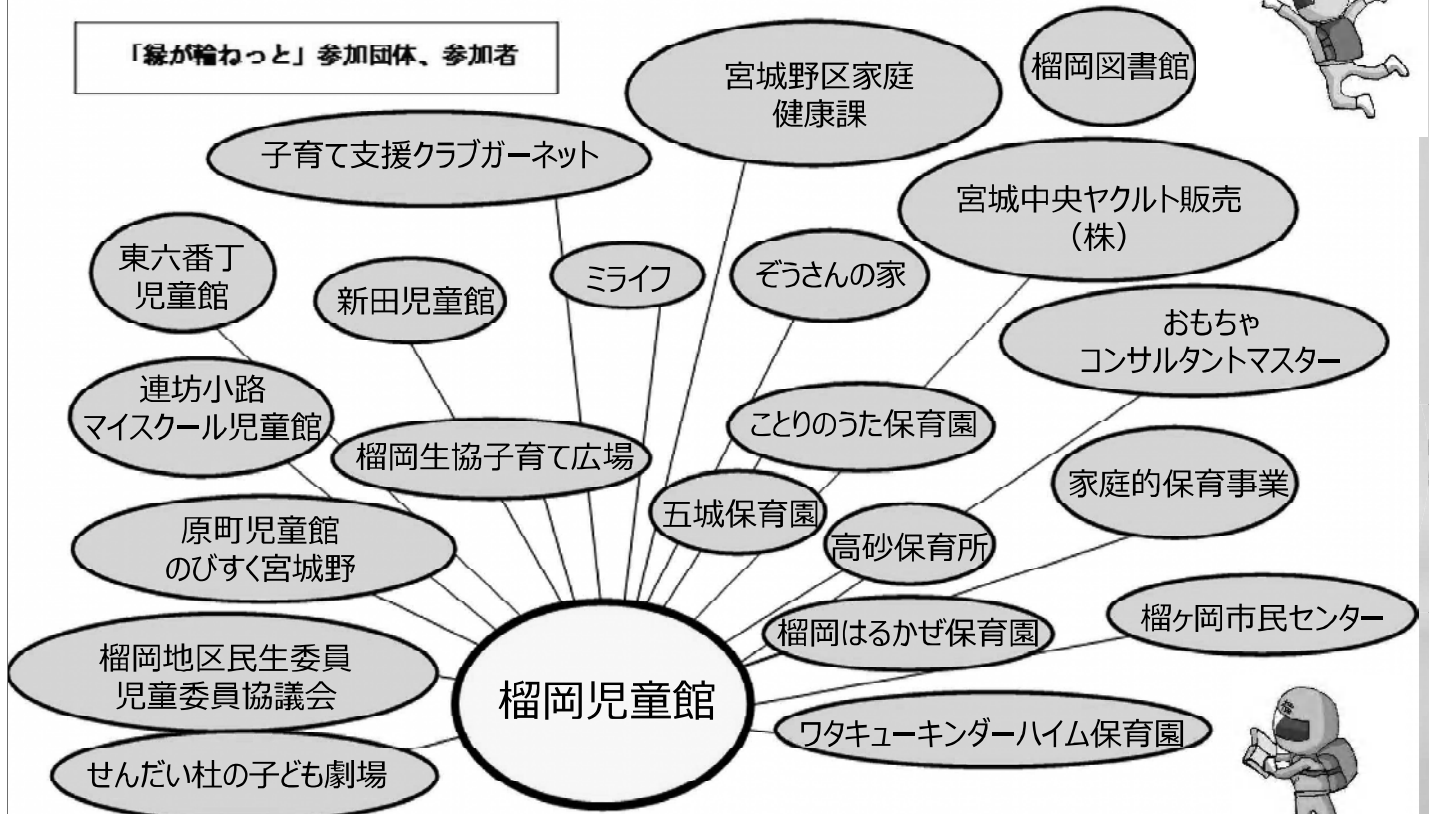 「縁が輪ねっと」参加団体、参加者
宮城野区家庭
健康課
榴岡図書館
子育て支援クラブガーネット
宮城中央ヤクルト販売
（株）
東六番丁
児童館
新田児童館
ミライフ
ぞうさんの家
おもちゃ
コンサルタントマスター
連坊小路
マイスクール児童館
榴岡生協子育て広場
ことりのうた保育園
家庭的保育事業
五城保育園
高砂保育所
原町児童館
のびすく宮城野
榴岡はるかぜ保育園
榴ヶ岡市民センター
榴岡地区民生委員
児童委員協議会
榴岡児童館
ワタキューキンダーハイム保育園
せんだい杜の子ども劇場